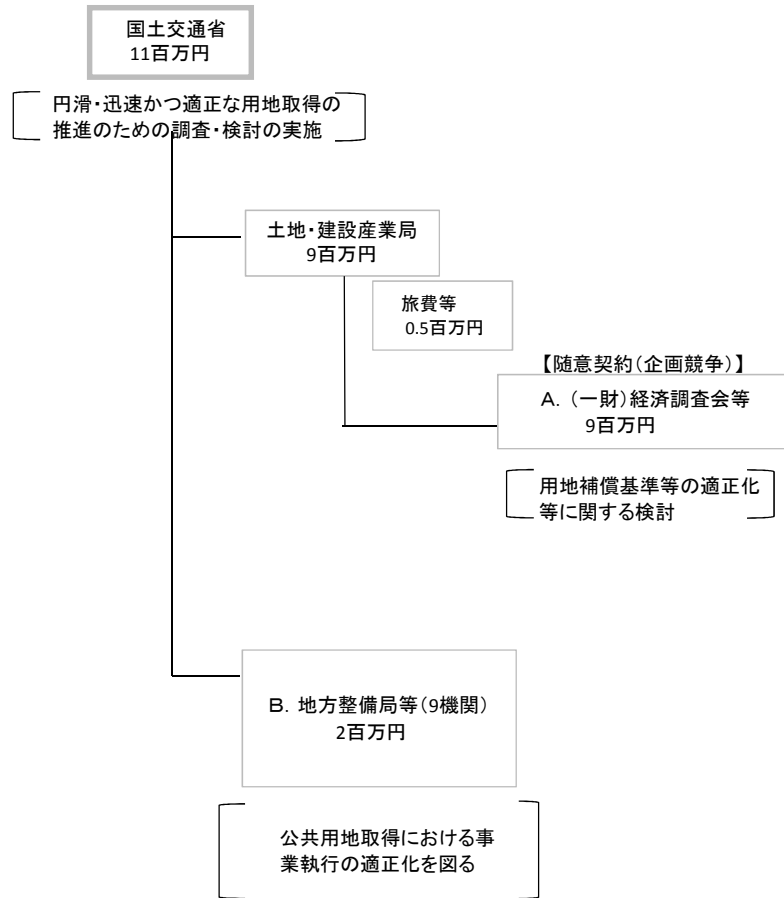 国土交通省
11百万円
円滑・迅速かつ適正な用地取得の
推進のための調査・検討の実施
土地・建設産業局
9百万円
旅費等
0.5百万円
【随意契約（企画競争）】
A．（一財）経済調査会等
9百万円
用地補償基準等の適正化
等に関する検討
B．地方整備局等（9機関）
2百万円
公共用地取得における事
業執行の適正化を図る